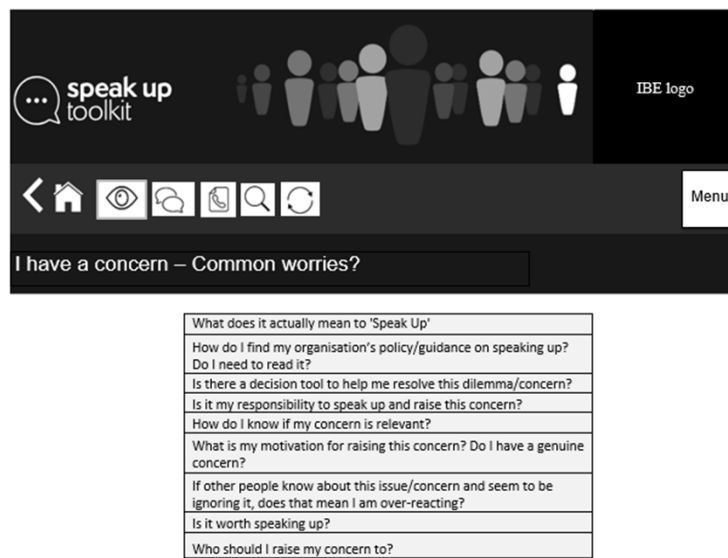 speak up
toolkit
IBE logo
Menu
I have a concern – Common worries?
What does it actually mean to 'Speak Up'
How do I find my organisation's policy/guidance on speaking up?
Do I need to read it?
Is there a decision tool to help me resolve this dilemma/concern?
Is it my responsibility to speak up and raise this concern?
How do I know if my concern is relevant?
What is my motivation for raising this concern? Do I have a genuine
concern?
If other people know about this issue/concern and seem to be
ignoring it, does that mean I am over-reacting?
Is it worth speaking up?
Who should I raise my concern to?